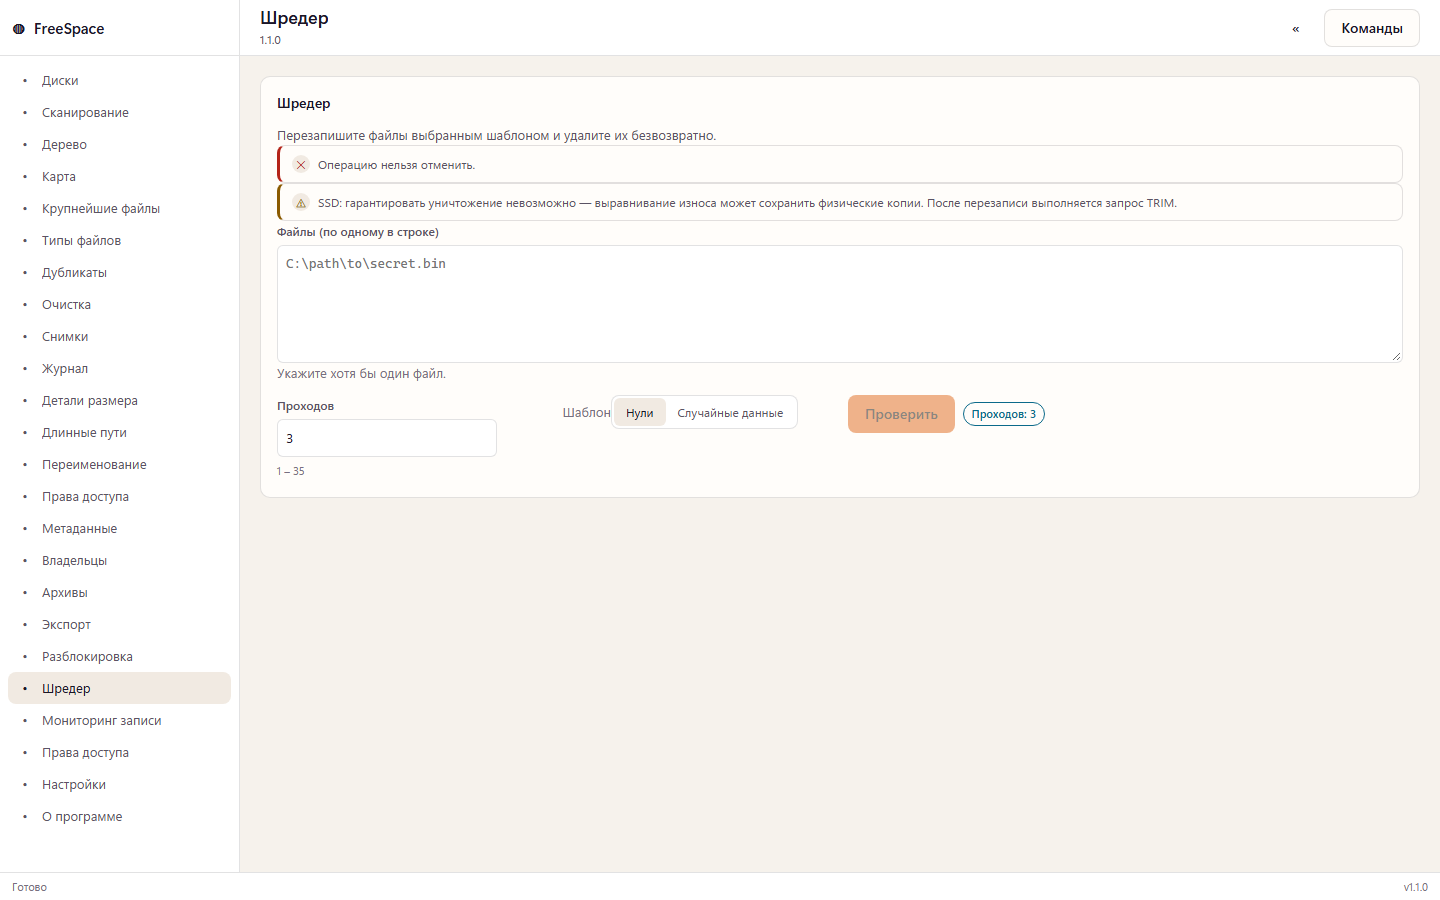 FreeSpace
Шредер
1.1.0
«
Команды
• Диски
• Сканирование
• Дерево
• Карта
• Крупнейшие файлы
• Типы файлов
• Дубликаты
• Очистка
• Снимки
• Журнал
• Детали размера
• Длинные пути
• Переименование
• Права доступа
• Метаданные
• Владельцы
• Архивы
• Экспорт
• Разблокировка
• Шредер
• Мониторинг записи
• Права доступа
• Настройки
• О программе
Шредер
Перезапишите файлы выбранным шаблоном и удалите их безвозвратно.
Операцию нельзя отменить.
SSD: гарантировать уничтожение невозможно — выравнивание износа может сохранить физические копии. После перезаписи выполняется запрос TRIM.
Файлы (по одному в строке)
C:\path\to\secret.bin
Укажите хотя бы один файл.
Проходов
3
1 – 35
Шаблон
Нули
Случайные данные
Проверить
Проходов: 3
Готово
v1.1.0